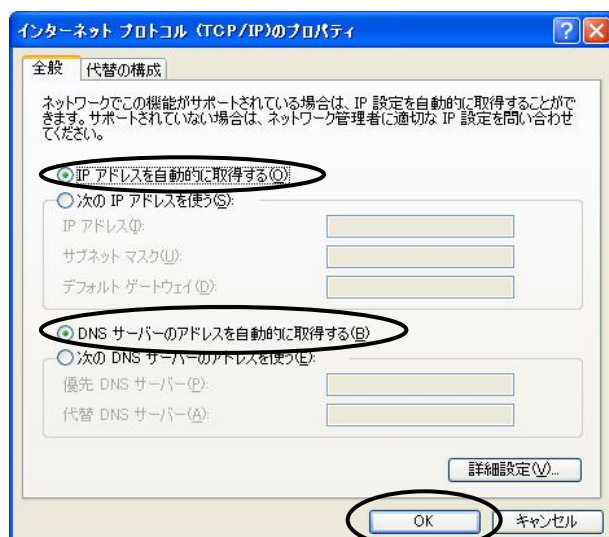 インターネット プロトコル (TCP/IP)のプロパティ
全般 代替の構成
ネットワークでこの機能がサポートされている場合は、IP 設定を自動的に取得することがで
きます。サポートされていない場合は、ネットワーク管理者に適切な IP 設定を問い合わせ
てください。
IP アドレスを自動的に取得する(O)
次の IP アドレスを使う(S):
IP アドレス(I):
サブネット マスク(U):
デフォルト ゲートウェイ(D):
DNS サーバーのアドレスを自動的に取得する(B)
次の DNS サーバーのアドレスを使う(E):
優先 DNS サーバー(P):
代替 DNS サーバー(A):
詳細設定(V)...
OK キャンセル